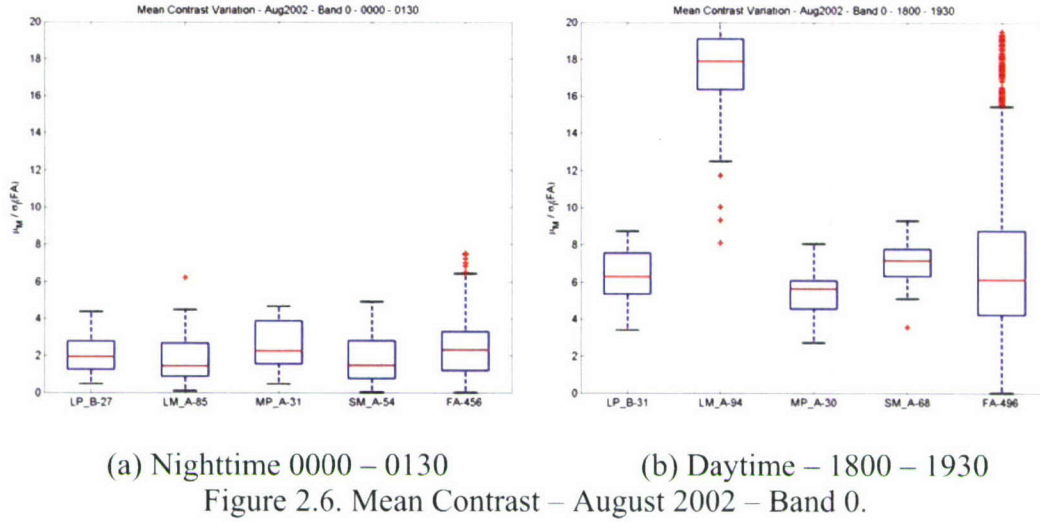 Mean Contrast Variation - Aug2002 - Band 0 - 0000 - 0130
20
18
16
14
12
10
8
6
4
2
0
μM / σf(FA)
LP_B-27 LM_A-85 MP_A-31 SM_A-54 FA-456
(a) Nighttime 0000 – 0130
Mean Contrast Variation - Aug2002 - Band 0 - 1800 - 1930
20
18
16
14
12
10
8
6
4
2
0
μM / σf(FA)
LP_B-31 LM_A-94 MP_A-30 SM_A-68 FA-496
(b) Daytime – 1800 – 1930
Figure 2.6. Mean Contrast – August 2002 – Band 0.